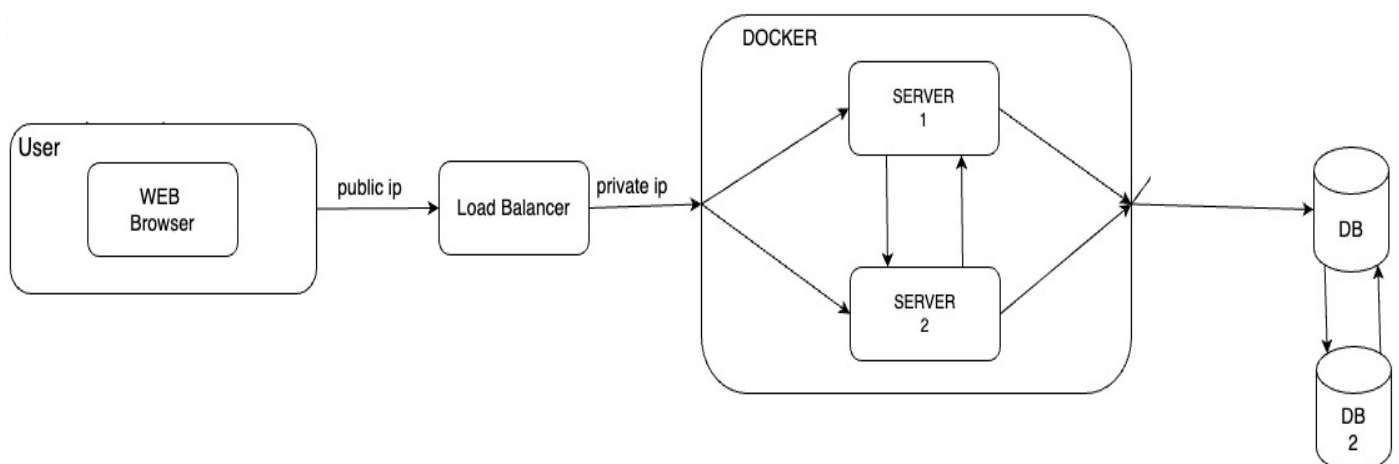 User
WEB
Browser
public ip
Load Balancer
private ip
DOCKER
SERVER
1
SERVER
2
DB
DB
2